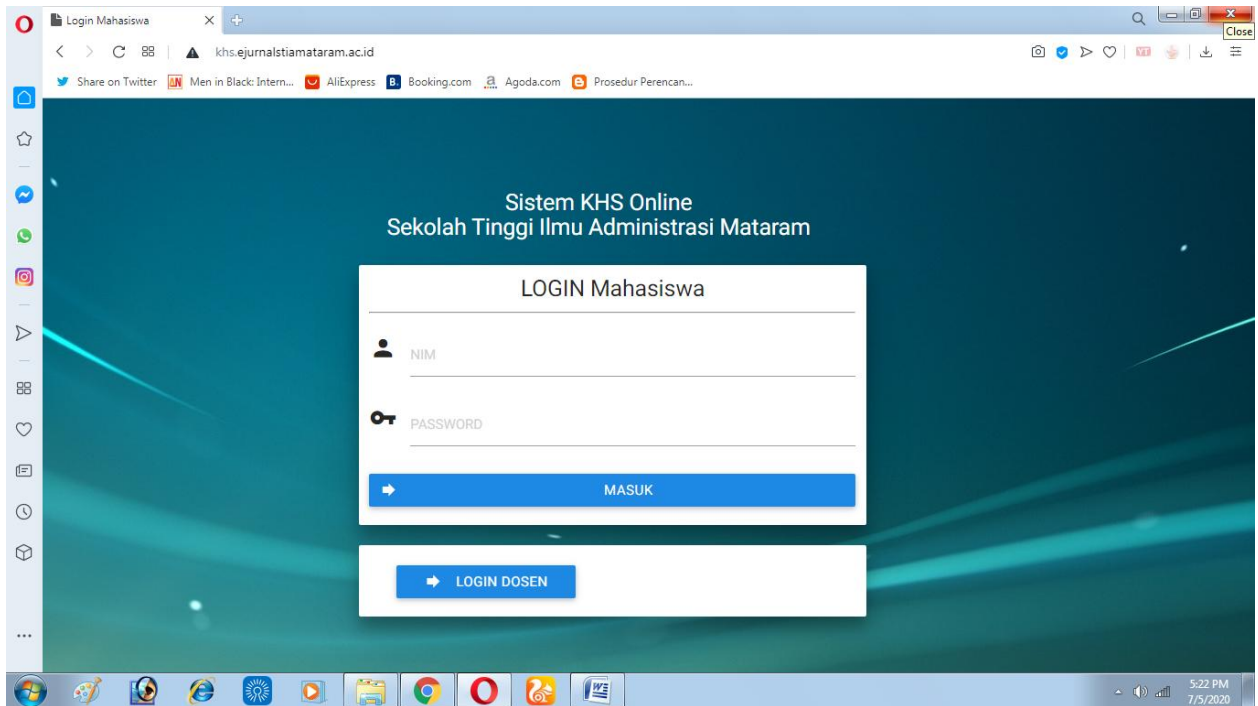 Login Mahasiswa
Close
khs.ejurnalstiamataram.ac.id
Share on Twitter
AN
Men in Black: Intern...
AliExpress
B.
Booking.com
a
Agoda.com
Prosedur Perencan...
Sistem KHS Online
Sekolah Tinggi Ilmu Administrasi Mataram
LOGIN Mahasiswa
NIM
PASSWORD
MASUK
LOGIN DOSEN
5:22 PM
7/5/2020